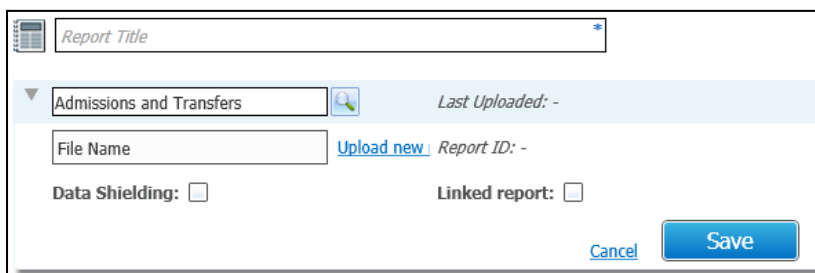 Report Title *
Admissions and Transfers Last Uploaded: -
File Name Upload new Report ID: -
Data Shielding: Linked report:
Cancel Save